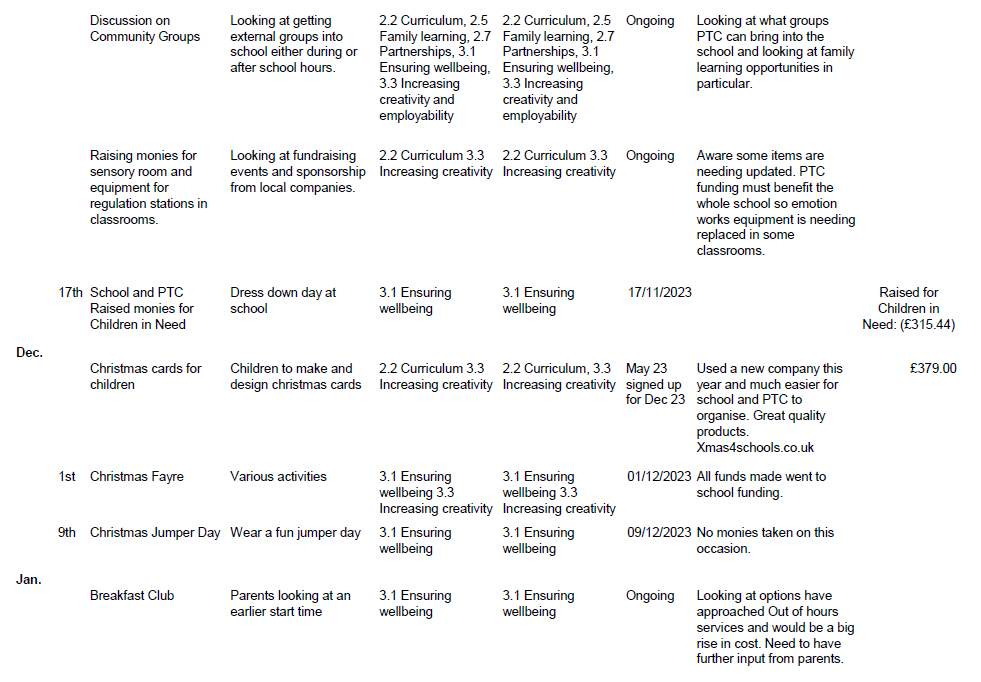 Discussion on
Community Groups
Looking at getting
external groups into
school either during or
after school hours.
2.2 Curriculum, 2.5
Family learning, 2.7
Partnerships, 3.1
Ensuring wellbeing,
3.3 Increasing
creativity and
employability
2.2 Curriculum, 2.5
Family learning, 2.7
Partnerships, 3.1
Ensuring wellbeing,
3.3 Increasing
creativity and
employability
Ongoing
Looking at what groups
PTC can bring into the
school and looking at family
learning opportunities in
particular.
Raising monies for
sensory room and
equipment for
regulation stations in
classrooms.
Looking at fundraising
events and sponsorship
from local companies.
2.2 Curriculum 3.3
Increasing creativity
2.2 Curriculum 3.3
Increasing creativity
Ongoing
Aware some items are
needing updated. PTC
funding must benefit the
whole school so emotion
works equipment is needing
replaced in some
classrooms.
17th
School and PTC
Raised monies for
Children in Need
Dress down day at
school
3.1 Ensuring
wellbeing
3.1 Ensuring
wellbeing
17/11/2023
Raised for
Children in
Need: (£315.44)
Dec.
Christmas cards for
children
Children to make and
design christmas cards
2.2 Curriculum 3.3
Increasing creativity
2.2 Curriculum, 3.3
Increasing creativity
May 23
signed up
for Dec 23
Used a new company this
year and much easier for
school and PTC to
organise. Great quality
products.
Xmas4schools.co.uk
£379.00
1st
Christmas Fayre
Various activities
3.1 Ensuring
wellbeing 3.3
Increasing creativity
3.1 Ensuring
wellbeing 3.3
Increasing creativity
01/12/2023
All funds made went to
school funding.
9th
Christmas Jumper Day
Wear a fun jumper day
3.1 Ensuring
wellbeing
3.1 Ensuring
wellbeing
09/12/2023
No monies taken on this
occasion.
Jan.
Breakfast Club
Parents looking at an
earlier start time
3.1 Ensuring
wellbeing
3.1 Ensuring
wellbeing
Ongoing
Looking at options have
approached Out of hours
services and would be a big
rise in cost. Need to have
further input from parents.